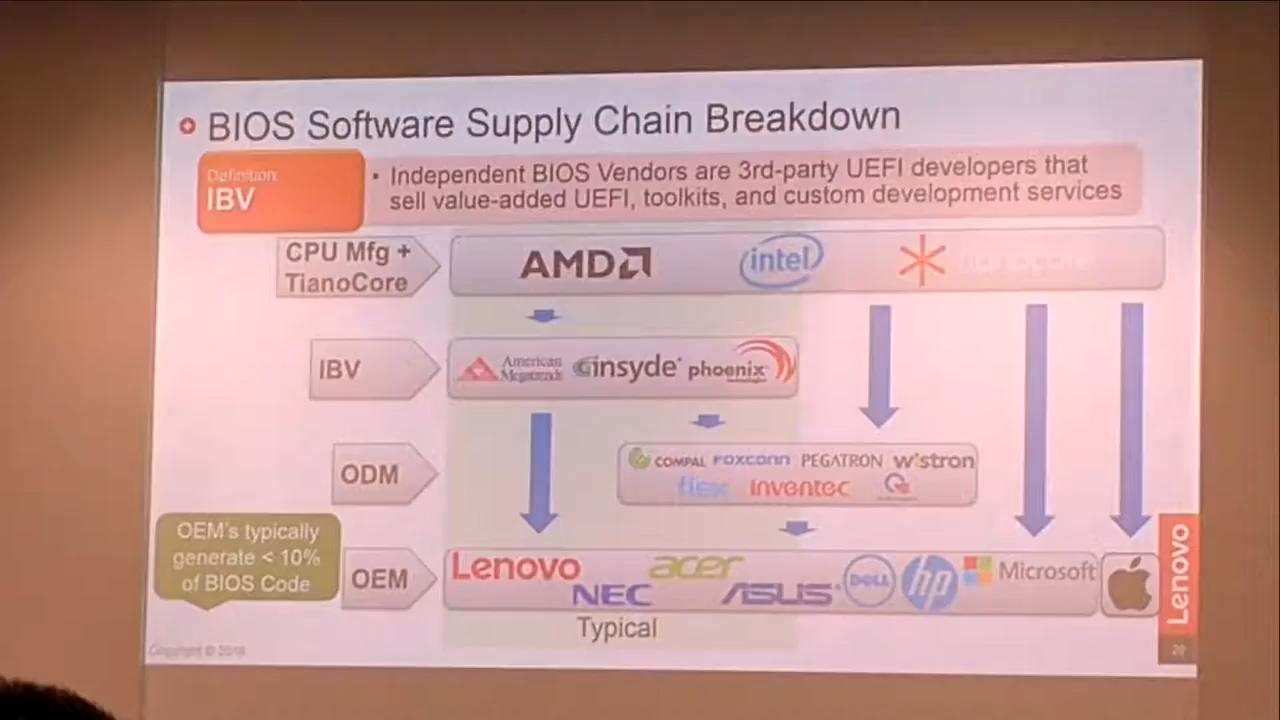 BIOS Software Supply Chain Breakdown
Definition:
IBV
• Independent BIOS Vendors are 3rd-party UEFI developers that
sell value-added UEFI, toolkits, and custom development services
CPU Mfg +
TianoCore
AMD
intel
tianocore
IBV
American
Megatrends
insyde
phoenix
ODM
COMPAL FOXCONN PEGATRON wistron
flex inventec
OEM's typically
generate < 10%
of BIOS Code
OEM
Lenovo
NEC
acer
ASUS
DELL
hp
Microsoft
Typical
Lenovo